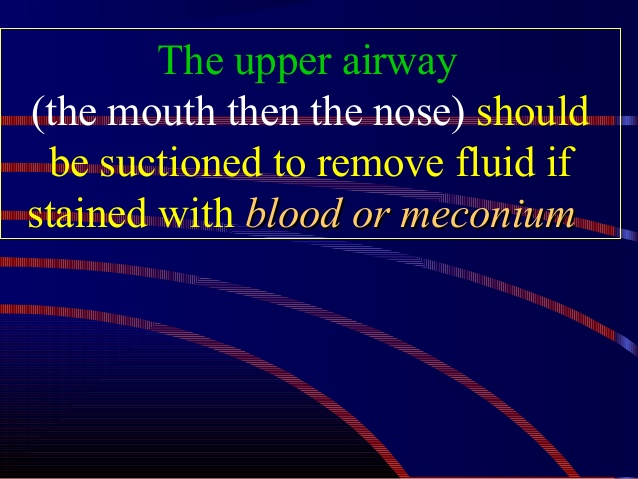 The upper airway
(the mouth then the nose) should
be suctioned to remove fluid if
stained with blood or meconium